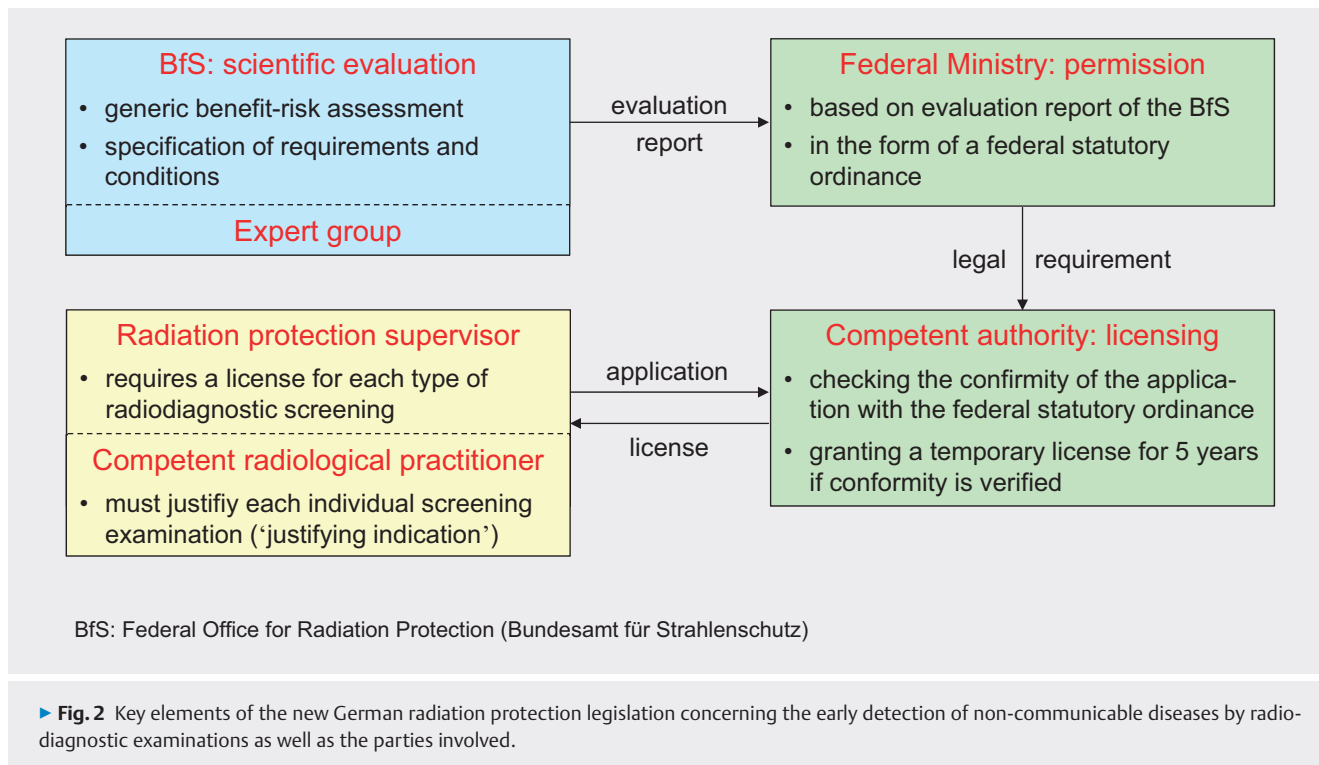 BfS: scientific evaluation
• generic benefit-risk assessment
• specification of requirements and
conditions
Expert group
evaluation
report
Federal Ministry: permission
• based on evaluation report of the BfS
• in the form of a federal statutory
ordinance
legal requirement
Radiation protection supervisor
• requires a license for each type of
radiodiagnostic screening
Competent radiological practitioner
• must justifiy each individual screening
examination (‘justifying indication’)
application
license
Competent authority: licensing
• checking the confirmity of the applica-
tion with the federal statutory ordinance
• granting a temporary license for 5 years
if conformity is verified
BfS: Federal Office for Radiation Protection (Bundesamt für Strahlenschutz)
▶ Fig. 2 Key elements of the new German radiation protection legislation concerning the early detection of non-communicable diseases by radio-
diagnostic examinations as well as the parties involved.